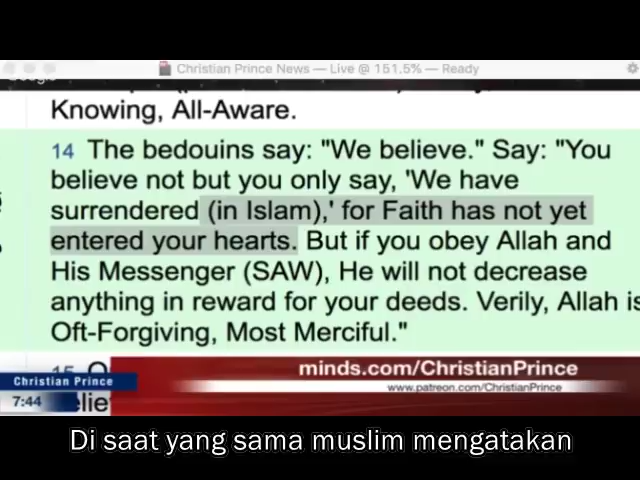 Christian Prince News — Live @ 151.5% — Ready
Knowing, All-Aware.
14 The bedouins say: "We believe." Say: "You
believe not but you only say, 'We have
surrendered (in Islam),' for Faith has not yet
entered your hearts. But if you obey Allah and
His Messenger (SAW), He will not decrease
anything in reward for your deeds. Verily, Allah is
Oft-Forgiving, Most Merciful."
minds.com/ChristianPrince
Christian Prince
www.patreon.com/ChristianPrince
7:44
Di saat yang sama muslim mengatakan